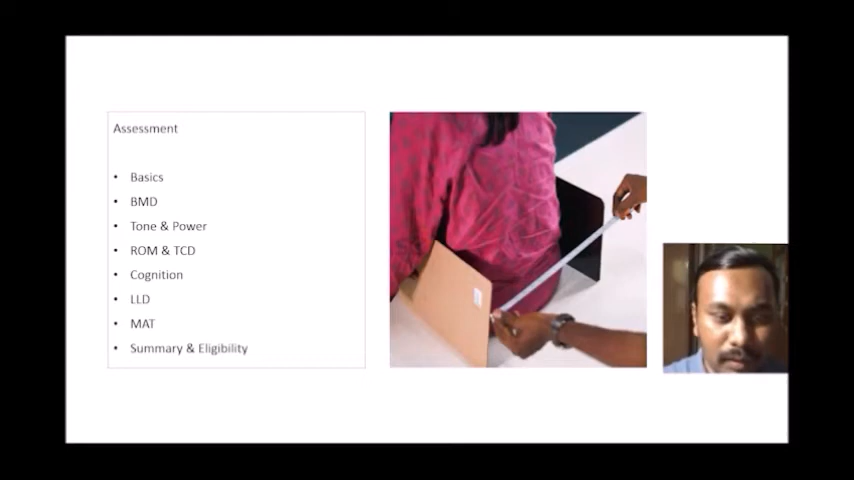 Assessment
• Basics
• BMD
• Tone & Power
• ROM & TCD
• Cognition
• LLD
• MAT
• Summary & Eligibility